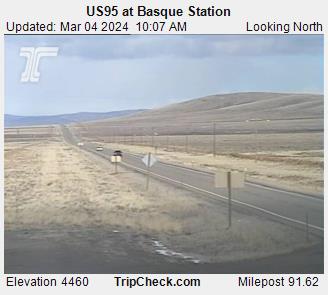 US95 at Basque Station
Updated: Mar 04 2024 10:07 AM Looking North
Elevation 4460 TripCheck.com Milepost 91.62